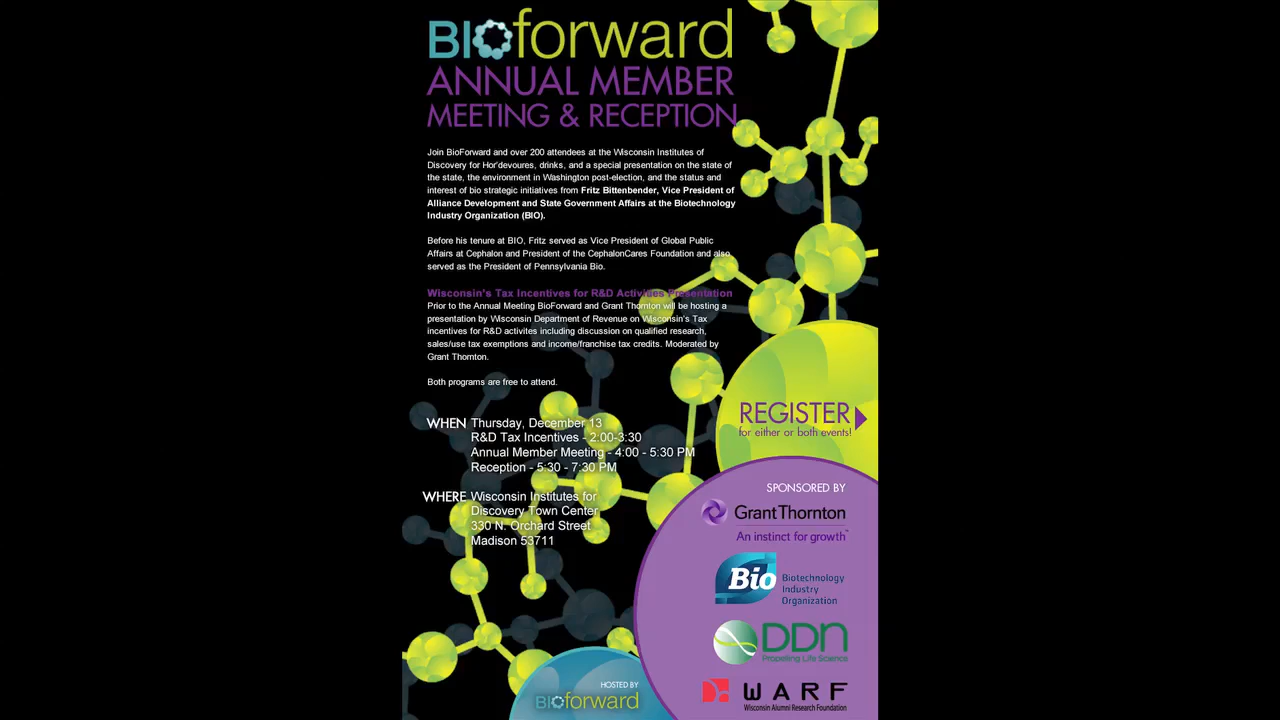 BIOforward
ANNUAL MEMBER
MEETING & RECEPTION
Join BioForward and over 200 attendees at the Wisconsin Institutes of
Discovery for Hor'devoures, drinks, and a special presentation on the state of
the state, the environment in Washington post-election, and the status and
interest of bio strategic initiatives from Fritz Bittenbender, Vice President of
Alliance Development and State Government Affairs at the Biotechnology
Industry Organization (BIO).
Before his tenure at BIO, Fritz served as Vice President of Global Public
Affairs at Cephalon and President of the CephalonCares Foundation and also
served as the President of Pennsylvania Bio.
Wisconsin's Tax Incentives for R&D Activities Presentation
Prior to the Annual Meeting BioForward and Grant Thornton will be hosting a
presentation by Wisconsin Department of Revenue on Wisconsin's Tax
incentives for R&D activites including discussion on qualified research,
sales/use tax exemptions and income/franchise tax credits. Moderated by
Grant Thornton.
Both programs are free to attend.
WHEN Thursday, December 13
R&D Tax Incentives - 2:00-3:30
Annual Member Meeting - 4:00 - 5:30 PM
Reception - 5:30 - 7:30 PM
WHERE Wisconsin Institutes for
Discovery Town Center
330 N. Orchard Street
Madison 53711
REGISTER
for either or both events!
SPONSORED BY
GrantThornton
An instinct for growth™
Bio
Biotechnology
Industry
Organization
DDN
Propelling Life Science
WARF
Wisconsin Alumni Research Foundation
HOSTED BY
BIOforward